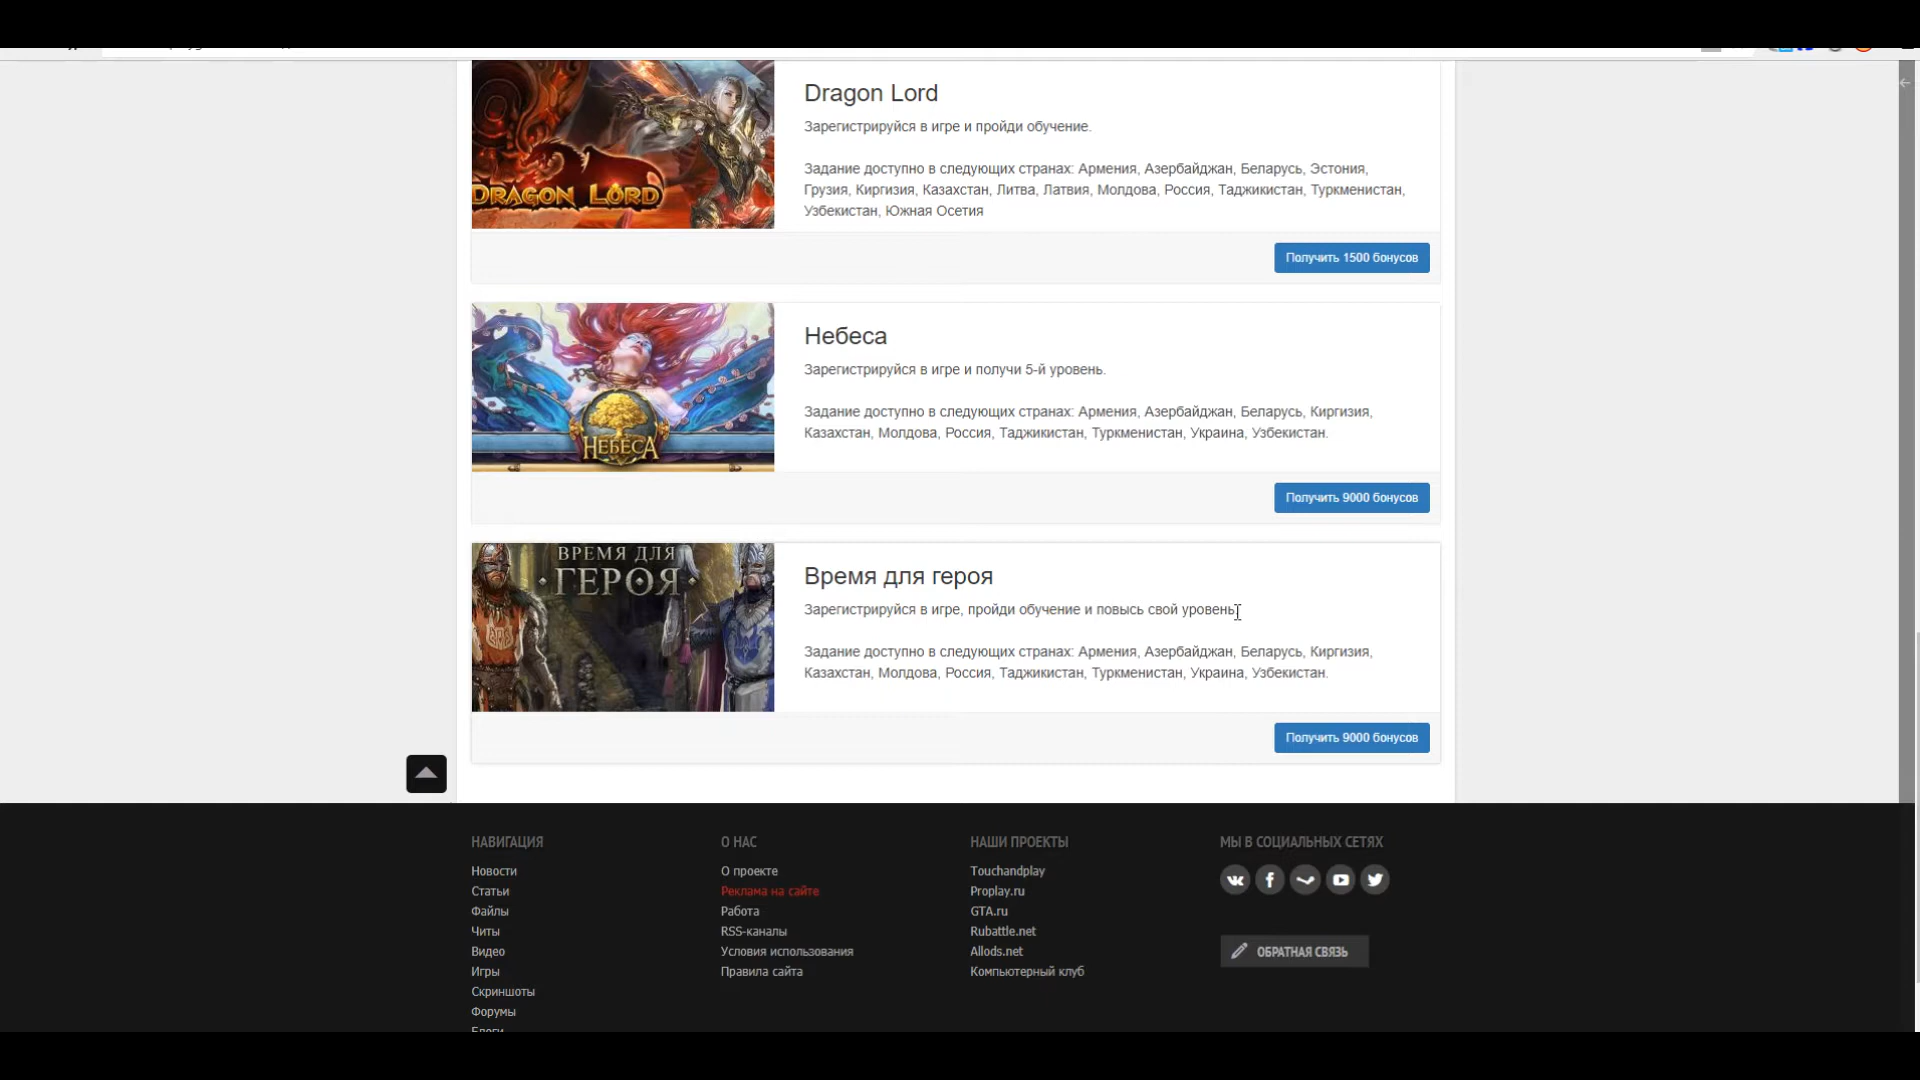 DRAGON LORD
Dragon Lord
Зарегистрируйся в игре и пройди обучение.
Задание доступно в следующих странах: Армения, Азербайджан, Беларусь, Эстония,
Грузия, Киргизия, Казахстан, Литва, Латвия, Молдова, Россия, Таджикистан, Туркменистан,
Узбекистан, Южная Осетия
Получить 1500 бонусов
НЕБЕСА
Небеса
Зарегистрируйся в игре и получи 5-й уровень.
Задание доступно в следующих странах: Армения, Азербайджан, Беларусь, Киргизия,
Казахстан, Молдова, Россия, Таджикистан, Туркменистан, Украина, Узбекистан.
Получить 9000 бонусов
ВРЕМЯ ДЛЯ
ГЕРОЯ
Время для героя
Зарегистрируйся в игре, пройди обучение и повысь свой уровень
Задание доступно в следующих странах: Армения, Азербайджан, Беларусь, Киргизия,
Казахстан, Молдова, Россия, Таджикистан, Туркменистан, Украина, Узбекистан.
Получить 9000 бонусов
НАВИГАЦИЯ
Новости
Статьи
Файлы
Читы
Видео
Игры
Скриншоты
Форумы
Блоги
О НАС
О проекте
Реклама на сайте
Работа
RSS-каналы
Условия использования
Правила сайта
НАШИ ПРОЕКТЫ
Touchandplay
Proplay.ru
GTA.ru
Rubattle.net
Allods.net
Компьютерный клуб
МЫ В СОЦИАЛЬНЫХ СЕТЯХ
ОБРАТНАЯ СВЯЗЬ